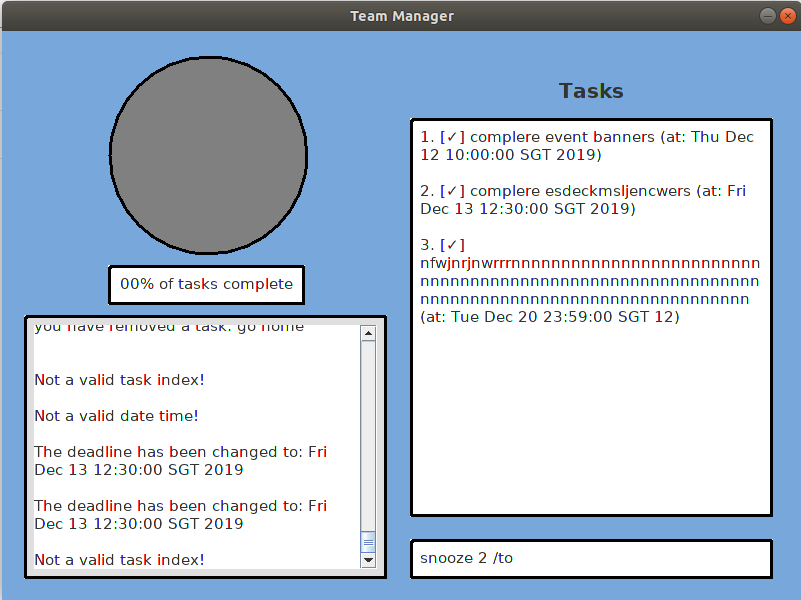 Team Manager
Tasks
1. [✓] complere event banners (at: Thu Dec
12 10:00:00 SGT 2019)
2. [✓] complere esdeckmsljencwers (at: Fri
Dec 13 12:30:00 SGT 2019)
3. [✓]
nfwjnrjnwrrrnnnnnnnnnnnnnnnnnnnnnnnnn
nnnnnnnnnnnnnnnnnnnnnnnnnnnnnnnnnn
nnnnnnnnnnnnnnnnnnnnnnnnnnnnnnnnn
(at: Tue Dec 20 23:59:00 SGT 12)
00% of tasks complete
you have removed a task: go home
Not a valid task index!
Not a valid date time!
The deadline has been changed to: Fri
Dec 13 12:30:00 SGT 2019
The deadline has been changed to: Fri
Dec 13 12:30:00 SGT 2019
Not a valid task index!
snooze 2 /to